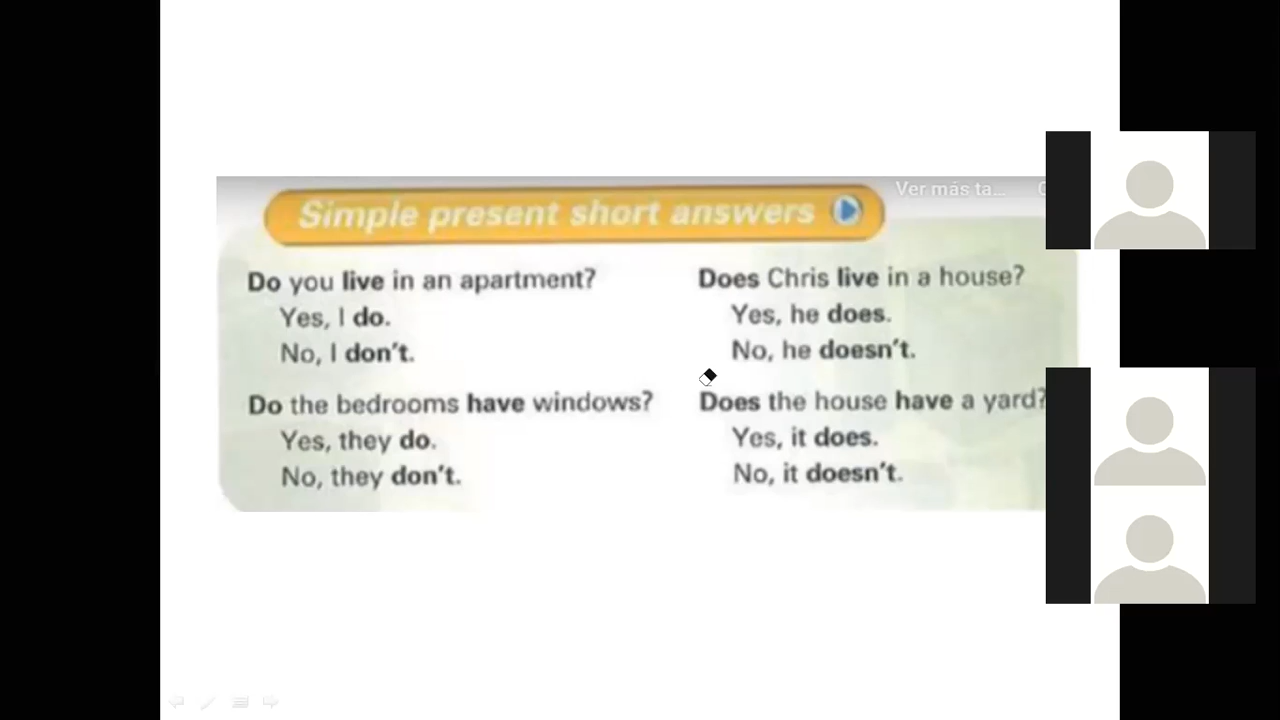 Simple present short answers
Ver más ta...
Do you live in an apartment?
Yes, I do.
No, I don't.
Do the bedrooms have windows?
Yes, they do.
No, they don't.
Does Chris live in a house?
Yes, he does.
No, he doesn't.
Does the house have a yard?
Yes, it does.
No, it doesn't.